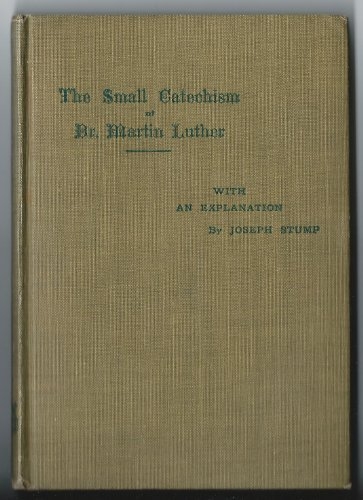 The Small Catechism
of
Dr. Martin Luther
WITH
AN EXPLANATION
By JOSEPH STUMP